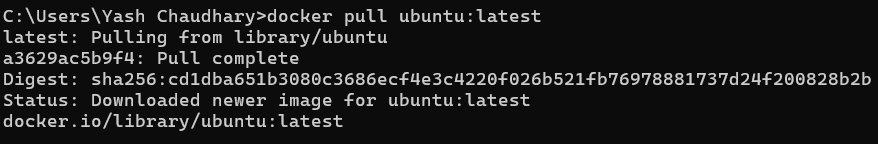 C:\Users\Yash Chaudhary>docker pull ubuntu:latest
latest: Pulling from library/ubuntu
a3629ac5b9f4: Pull complete
Digest: sha256:cd1dba651b3080c3686ecf4e3c4220f026b521fb76978881737d24f200828b2b
Status: Downloaded newer image for ubuntu:latest
docker.io/library/ubuntu:latest